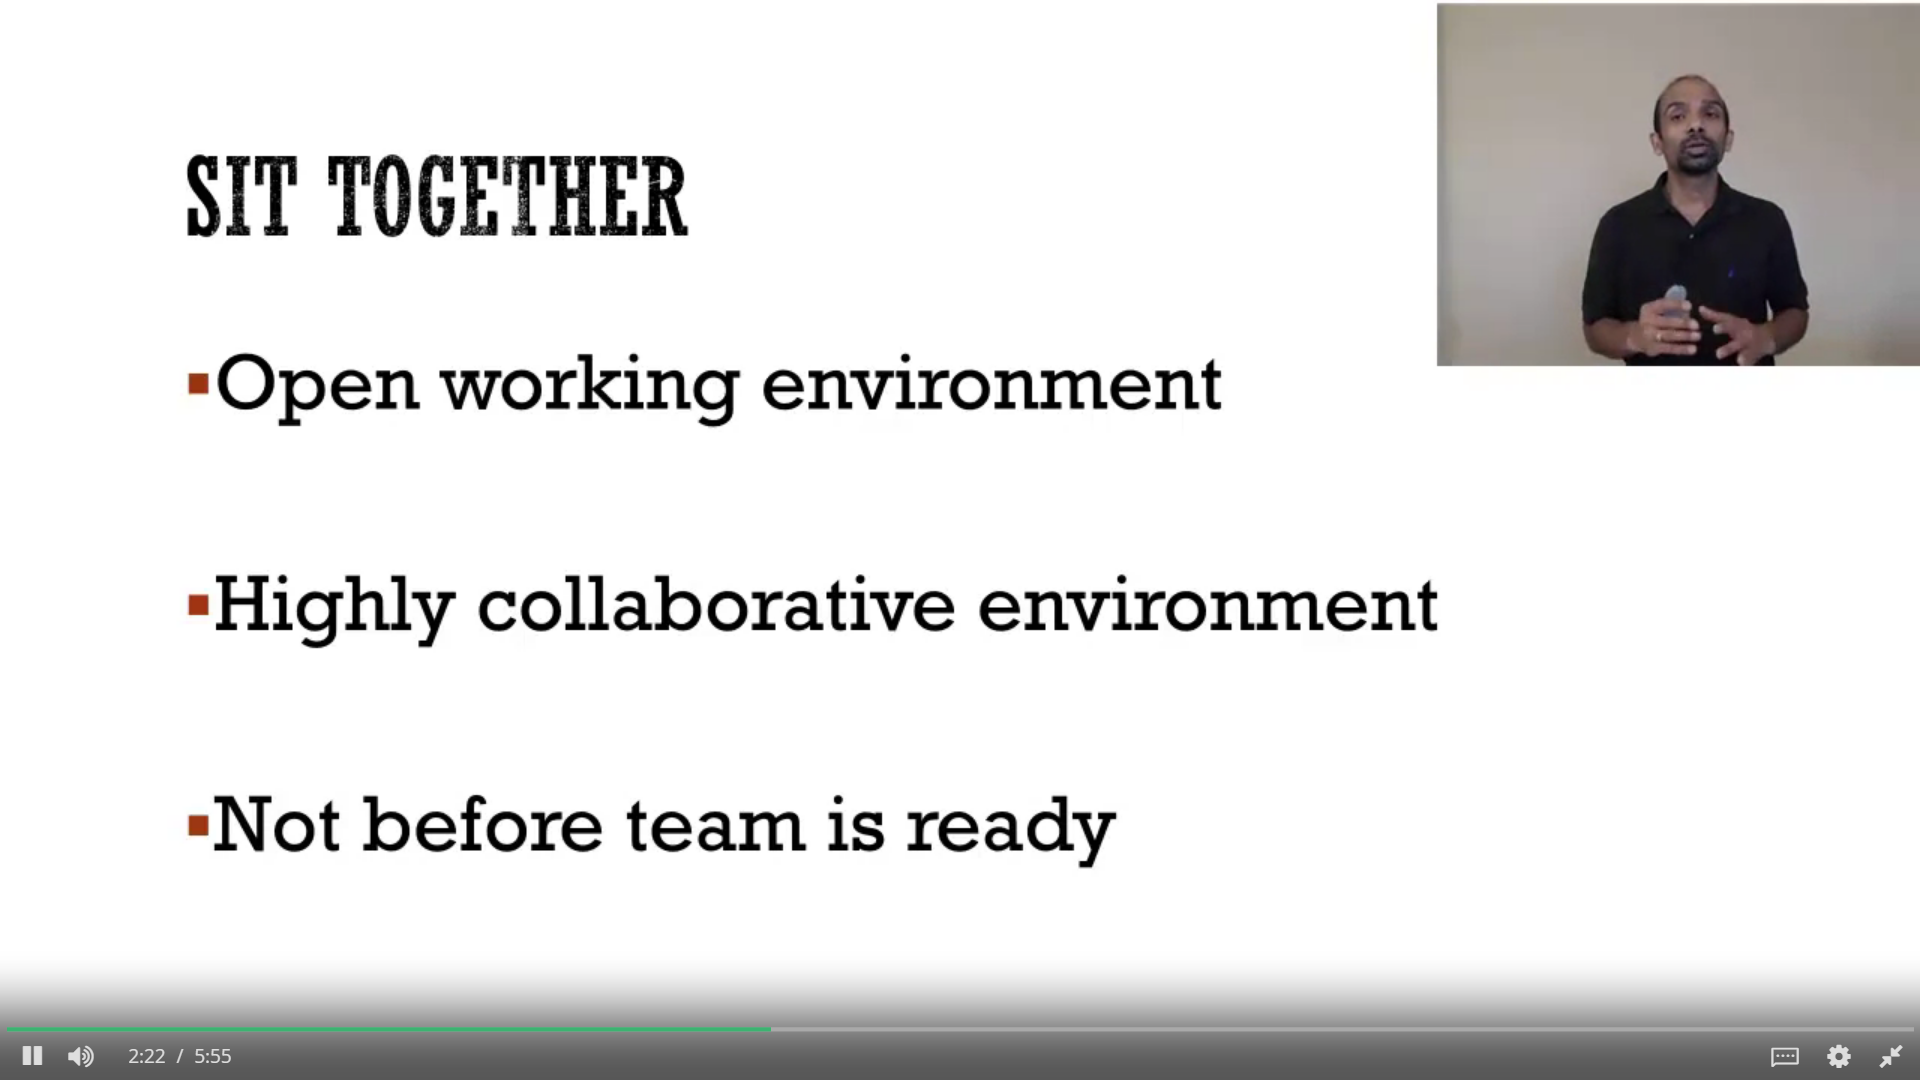 SIT TOGETHER
▪Open working environment
▪Highly collaborative environment
▪Not before team is ready
2:22 / 5:55